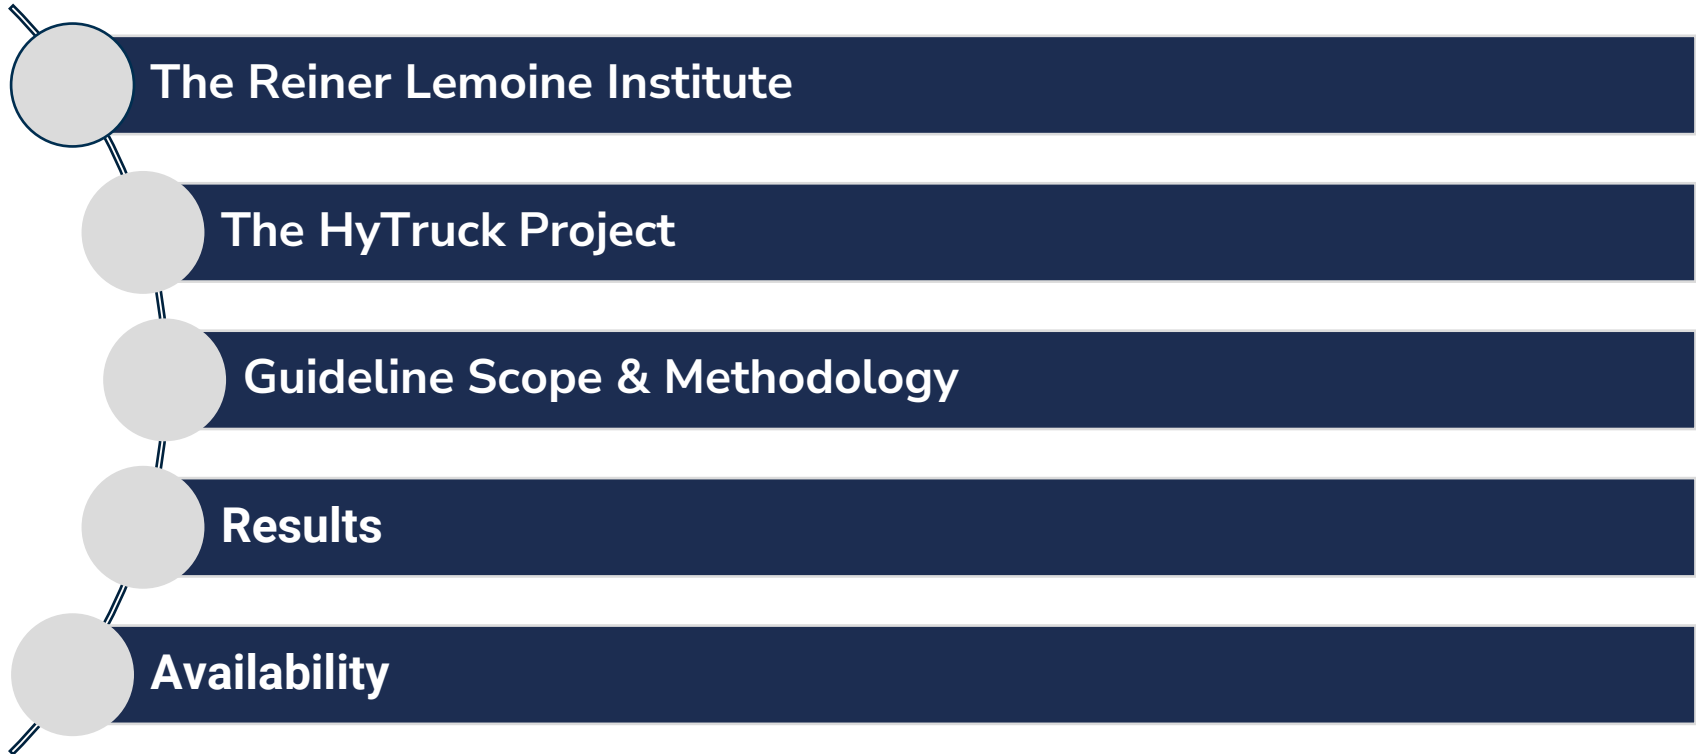 The Reiner Lemoine Institute
The HyTruck Project
Guideline Scope & Methodology
Results
Availability